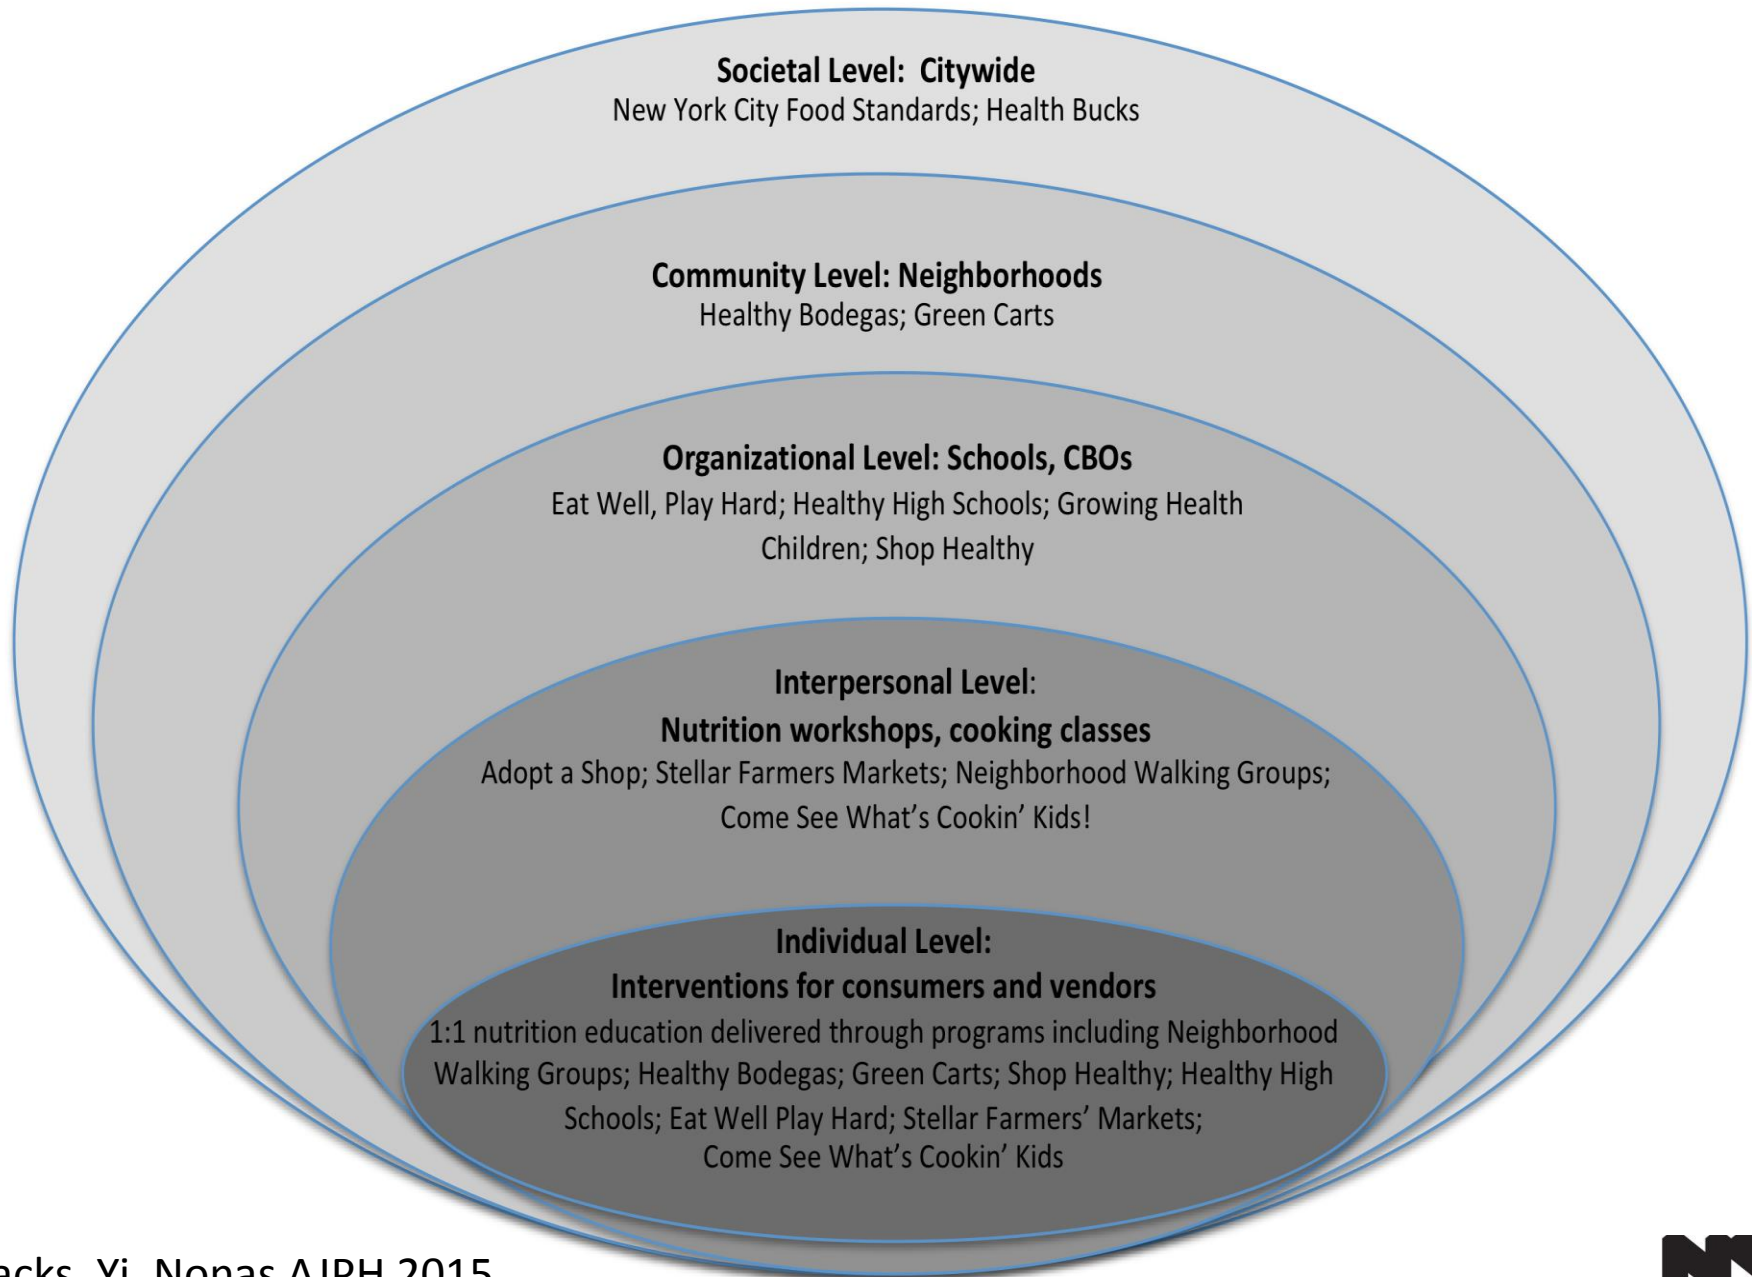 Societal Level: Citywide
New York City Food Standards; Health Bucks
Community Level: Neighborhoods
Healthy Bodegas; Green Carts
Organizational Level: Schools, CBOs
Eat Well, Play Hard; Healthy High Schools; Growing Health
Children; Shop Healthy
Interpersonal Level:
Nutrition workshops, cooking classes
Adopt a Shop; Stellar Farmers Markets; Neighborhood Walking Groups;
Come See What’s Cookin’ Kids!
Individual Level:
Interventions for consumers and vendors
1:1 nutrition education delivered through programs including Neighborhood
Walking Groups; Healthy Bodegas; Green Carts; Shop Healthy; Healthy High
Schools; Eat Well Play Hard; Stellar Farmers’ Markets;
Come See What’s Cookin’ Kids
Yi, Nonas AJPH 2015